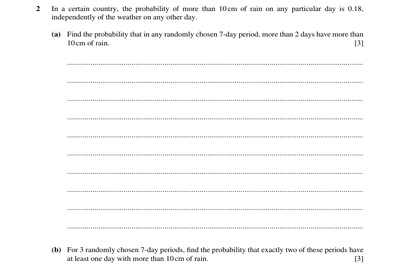 2 In a certain country, the probability of more than 10 cm of rain on any particular day is 0.18,
independently of the weather on any other day.
(a) Find the probability that in any randomly chosen 7-day period, more than 2 days have more than
10 cm of rain. [3]
(b) For 3 randomly chosen 7-day periods, find the probability that exactly two of these periods have
at least one day with more than 10 cm of rain. [3]